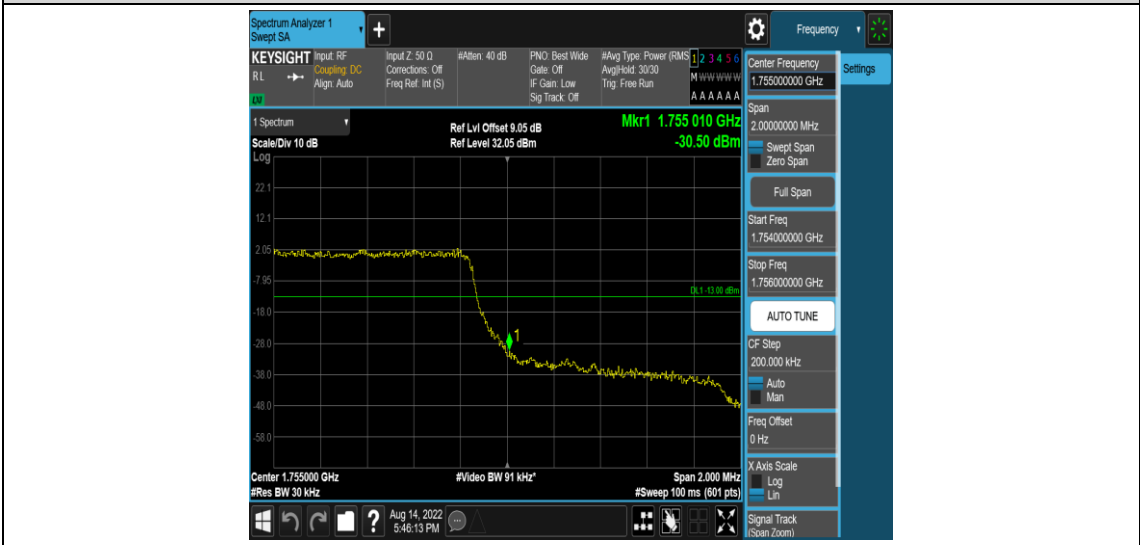 Spectrum Analyzer 1
Swept SA
+
Frequency
KEYSIGHT
RL
LXI
Input: RF
Coupling: DC
Align: Auto
Input Z: 50 Ω
Corrections: Off
Freq Ref: Int (S)
#Atten: 40 dB
PNO: Best Wide
Gate: Off
IF Gain: Low
Sig Track: Off
#Avg Type: Power (RMS
Avg|Hold: 30/30
Trig: Free Run
1 2 3 4 5 6
M W W W W W
A A A A A A
1 Spectrum
Scale/Div 10 dB
Ref Lvl Offset 9.05 dB
Ref Level 32.05 dBm
Mkr1 1.755 010 GHz
-30.50 dBm
Log
22.1
12.1
2.05
-7.95
-18.0
-28.0
-38.0
-48.0
-58.0
DL1 -13.00 dBm
1
Center 1.755000 GHz
#Res BW 30 kHz
#Video BW 91 kHz*
Span 2.000 MHz
#Sweep 100 ms (601 pts)
Center Frequency
1.755000000 GHz
Settings
Span
2.00000000 MHz
Swept Span
Zero Span
Full Span
Start Freq
1.754000000 GHz
Stop Freq
1.756000000 GHz
AUTO TUNE
CF Step
200.000 kHz
Auto
Man
Freq Offset
0 Hz
X Axis Scale
Log
Lin
Signal Track
(Span Zoom)
?
Aug 14, 2022
5:46:13 PM